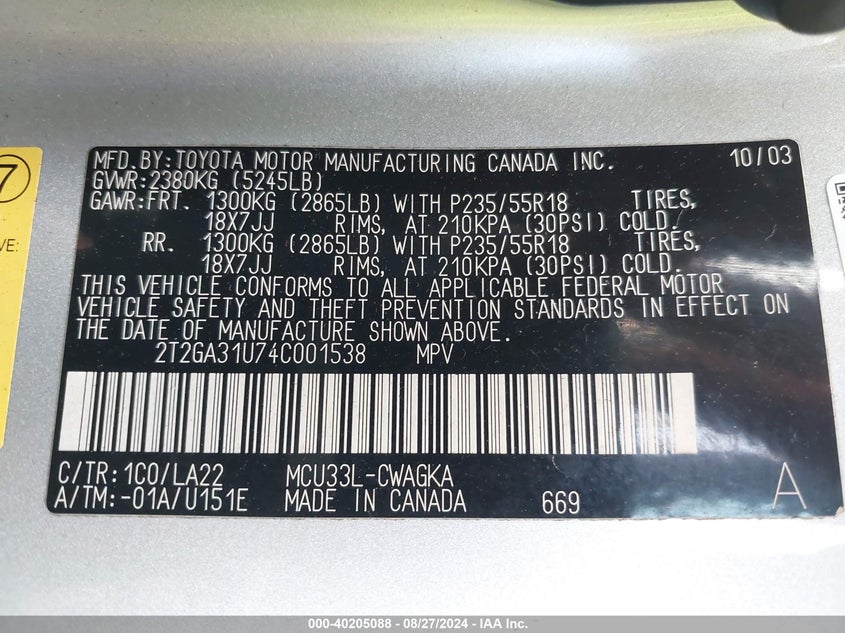 MFD.BY:TOYOTA MOTOR MANUFACTURING CANADA INC. 10/03
GVWR:2380KG (5245LB)
GAWR:FRT. 1300KG (2865LB) WITH P235/55R18 TIRES,
18X7JJ RIMS, AT 210KPA (30PSI) COLD.
RR. 1300KG (2865LB) WITH P235/55R18 TIRES,
18X7JJ RIMS, AT 210KPA (30PSI) COLD.
THIS VEHICLE CONFORMS TO ALL APPLICABLE FEDERAL MOTOR
VEHICLE SAFETY AND THEFT PREVENTION STANDARDS IN EFFECT ON
THE DATE OF MANUFACTURE SHOWN ABOVE.
2T2GA31U74C001538 MPV
C/TR:1C0/LA22 MCU33L-CWAGKA
A/TM:-01A/U151E MADE IN CANADA 669 A
7
VE:
000-40205088 - 08/27/2024 - IAA Inc.